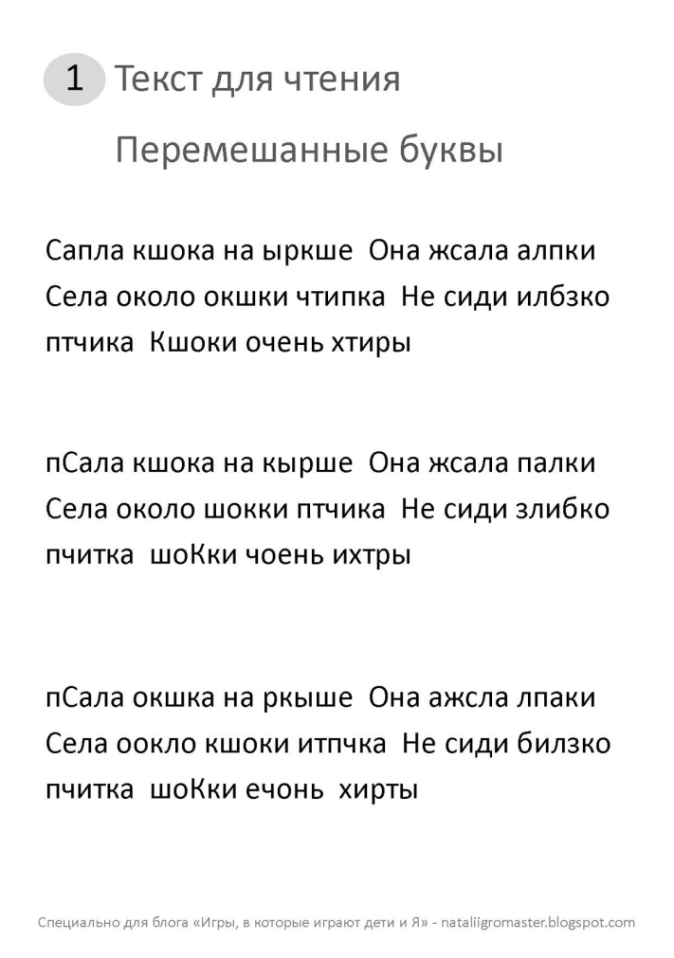 1 Текст для чтения
Перемешанные буквы
Сапла кшока на ыркше  Она жсала алпки
Села около окшки чтипка  Не сиди илбзко
птчика  Кшоки очень хтиры
пСала кшока на кырше  Она жсала палки
Села около шокки птчика  Не сиди злибко
пчитка  шоКки чоень ихтры
пСала окшка на ркыше  Она ажсла лпаки
Села оокло кшоки итпчка  Не сиди билзко
пчитка  шоКки ечонь  хирты
Специально для блога «Игры, в которые играют дети и Я» - nataliigromaster.blogspot.com